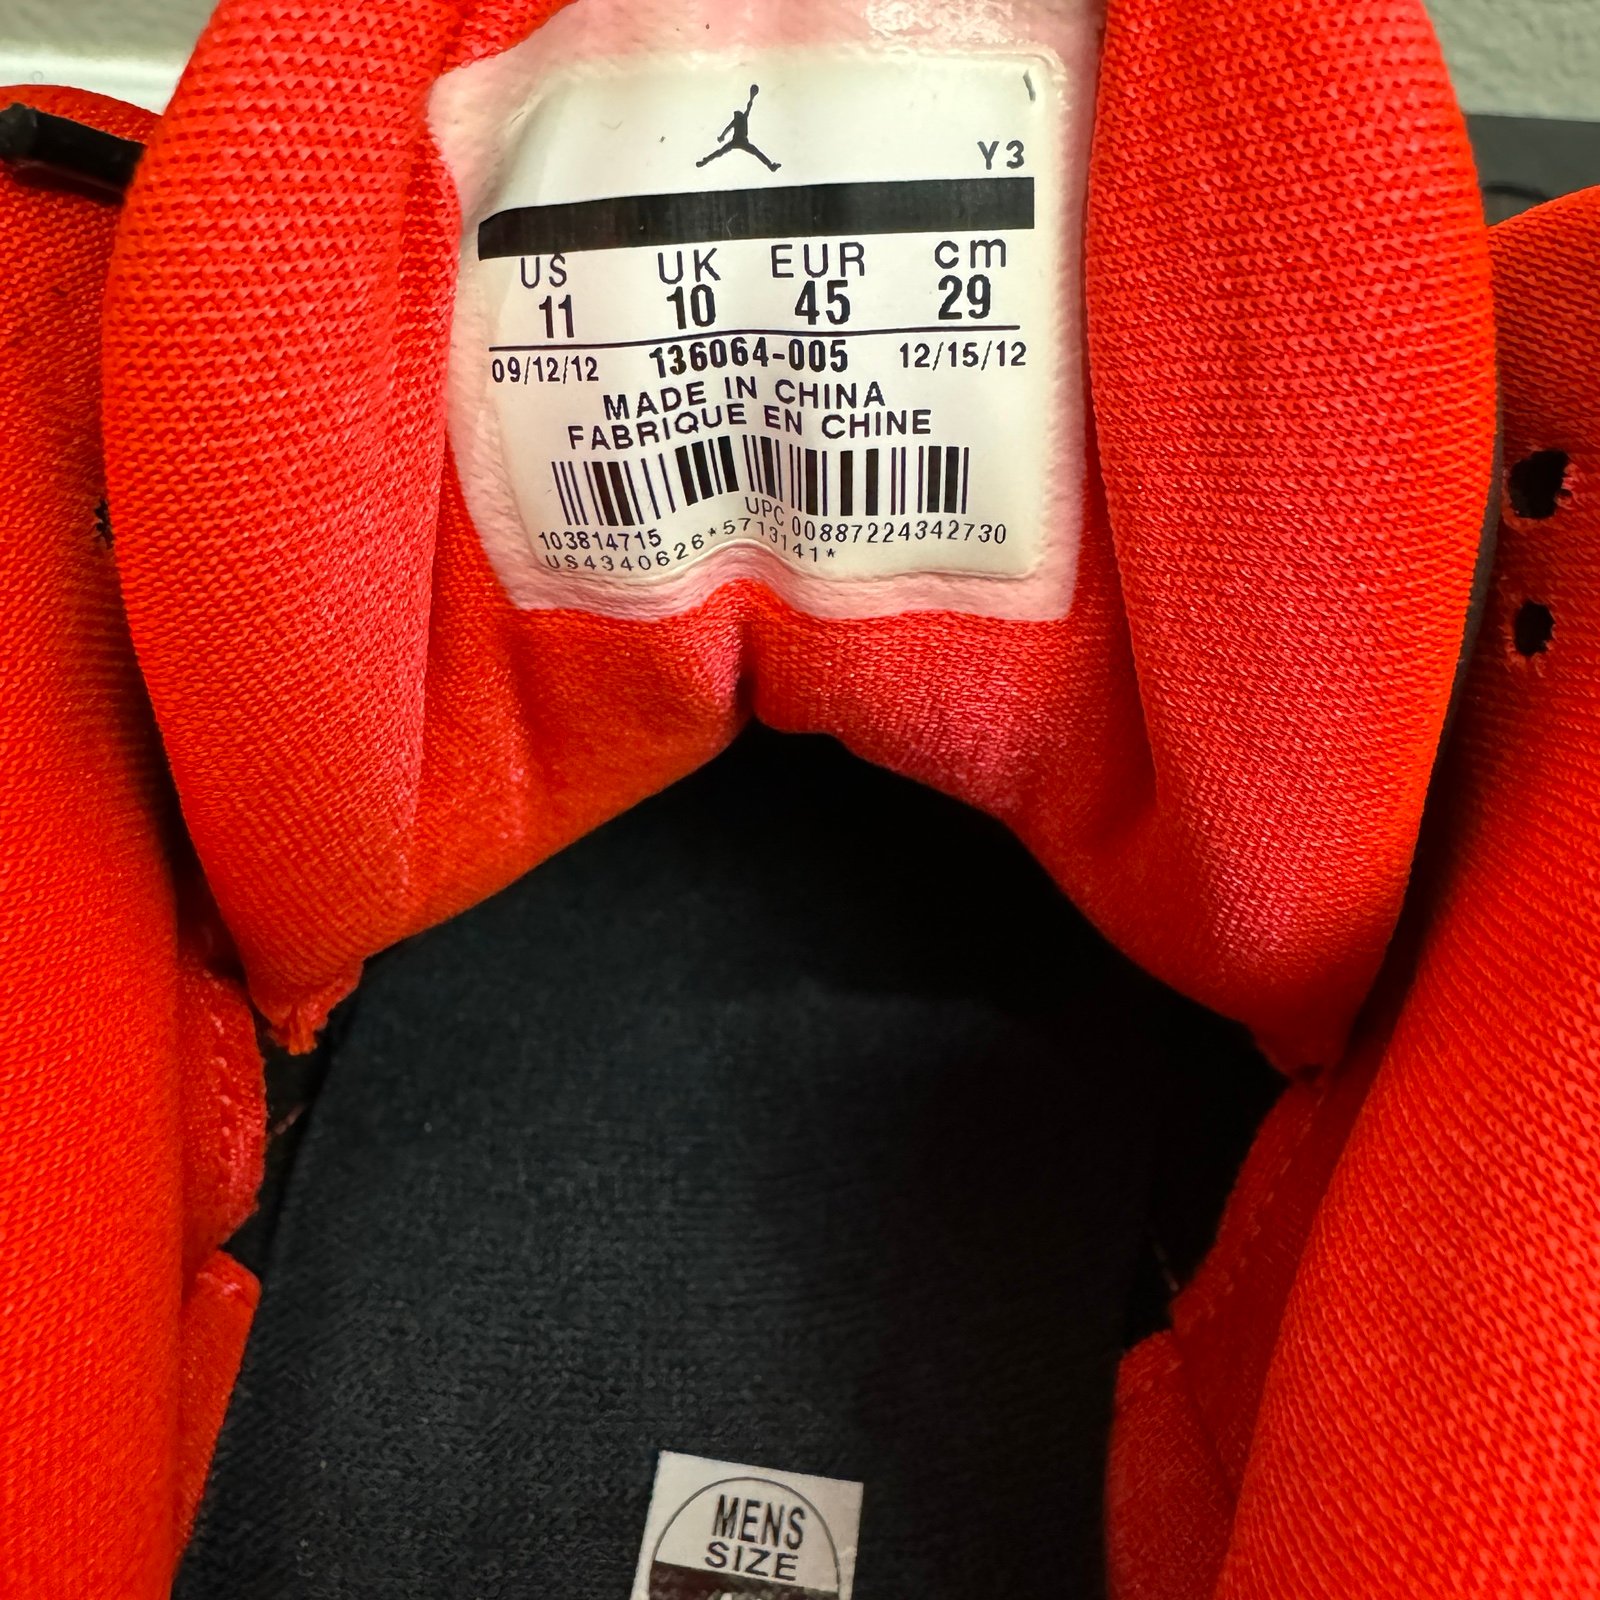 Y3
US UK EUR cm
11 10 45 29
09/12/12 136064-005 12/15/12
MADE IN CHINA
FABRIQUE EN CHINE
UPC
103814715 00887224342730
US4340626*5713141*
MENS
SIZE